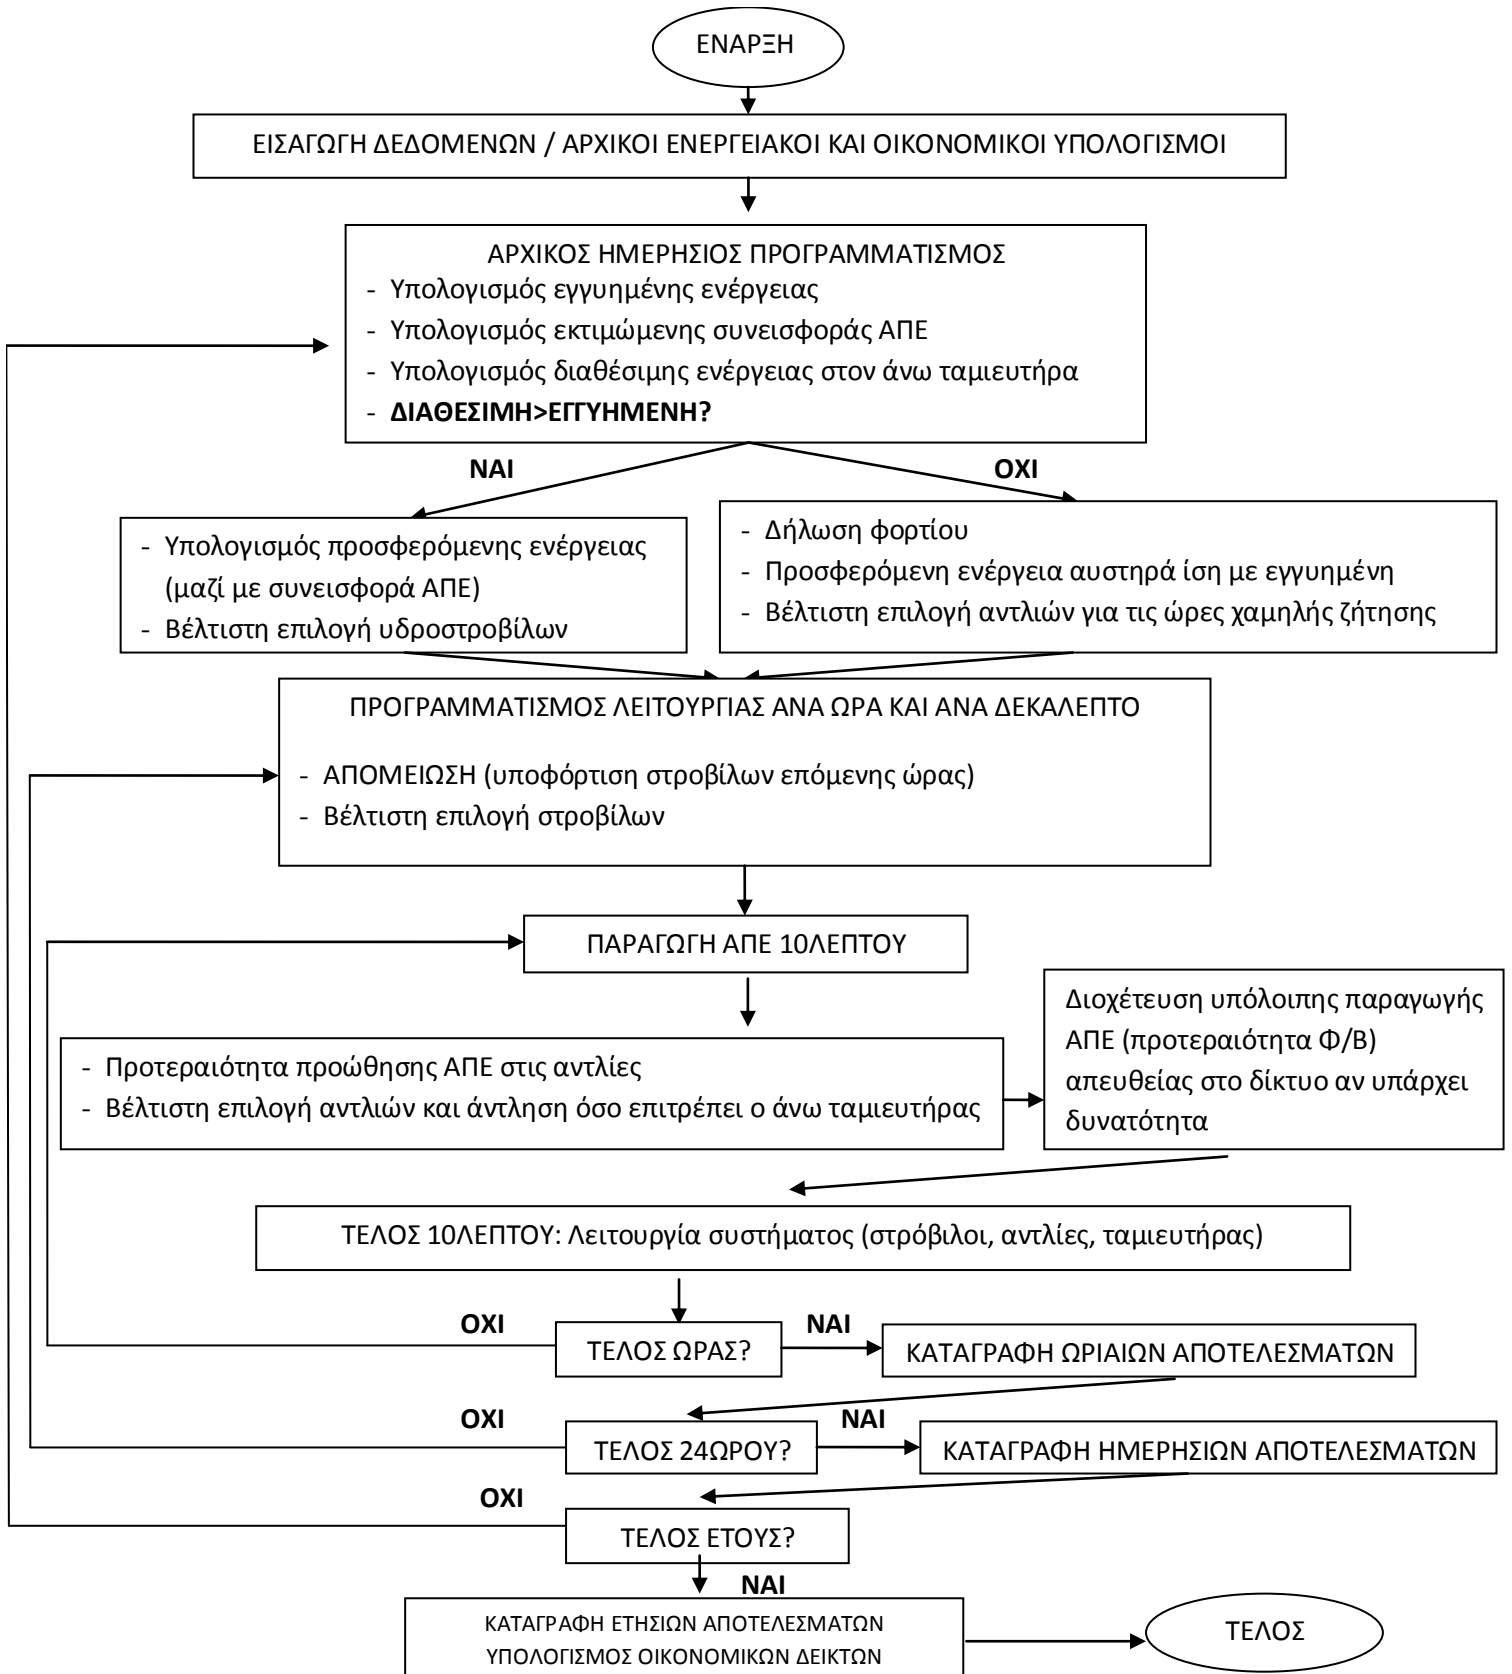 ΕΝΑΡΞΗ
ΕΙΣΑΓΩΓΗ ΔΕΔΟΜΕΝΩΝ / ΑΡΧΙΚΟΙ ΕΝΕΡΓΕΙΑΚΟΙ ΚΑΙ ΟΙΚΟΝΟΜΙΚΟΙ ΥΠΟΛΟΓΙΣΜΟΙ
ΑΡΧΙΚΟΣ ΗΜΕΡΗΣΙΟΣ ΠΡΟΓΡΑΜΜΑΤΙΣΜΟΣ
- Υπολογισμός εγγυημένης ενέργειας
- Υπολογισμός εκτιμώμενης συνεισφοράς ΑΠΕ
- Υπολογισμός διαθέσιμης ενέργειας στον άνω ταμιευτήρα
- ΔΙΑΘΕΣΙΜΗ>ΕΓΓΥΗΜΕΝΗ?
ΝΑΙ
ΟΧΙ
- Υπολογισμός προσφερόμενης ενέργειας
(μαζί με συνεισφορά ΑΠΕ)
- Βέλτιστη επιλογή υδροστροβίλων
- Δήλωση φορτίου
- Προσφερόμενη ενέργεια αυστηρά ίση με εγγυημένη
- Βέλτιστη επιλογή αντλιών για τις ώρες χαμηλής ζήτησης
ΠΡΟΓΡΑΜΜΑΤΙΣΜΟΣ ΛΕΙΤΟΥΡΓΙΑΣ ΑΝΑ ΩΡΑ ΚΑΙ ΑΝΑ ΔΕΚΑΛΕΠΤΟ
- ΑΠΟΜΕΙΩΣΗ (υποφόρτιση στροβίλων επόμενης ώρας)
- Βέλτιστη επιλογή στροβίλων
ΠΑΡΑΓΩΓΗ ΑΠΕ 10ΛΕΠΤΟΥ
- Προτεραιότητα προώθησης ΑΠΕ στις αντλίες
- Βέλτιστη επιλογή αντλιών και άντληση όσο επιτρέπει ο άνω ταμιευτήρας
Διοχέτευση υπόλοιπης παραγωγής
ΑΠΕ (προτεραιότητα Φ/Β)
απευθείας στο δίκτυο αν υπάρχει
δυνατότητα
ΤΕΛΟΣ 10ΛΕΠΤΟΥ: Λειτουργία συστήματος (στρόβιλοι, αντλίες, ταμιευτήρας)
ΟΧΙ
ΤΕΛΟΣ ΩΡΑΣ?
ΝΑΙ
ΚΑΤΑΓΡΑΦΗ ΩΡΙΑΙΩΝ ΑΠΟΤΕΛΕΣΜΑΤΩΝ
ΟΧΙ
ΤΕΛΟΣ 24ΩΡΟΥ?
ΝΑΙ
ΚΑΤΑΓΡΑΦΗ ΗΜΕΡΗΣΙΩΝ ΑΠΟΤΕΛΕΣΜΑΤΩΝ
ΟΧΙ
ΤΕΛΟΣ ΕΤΟΥΣ?
ΝΑΙ
ΚΑΤΑΓΡΑΦΗ ΕΤΗΣΙΩΝ ΑΠΟΤΕΛΕΣΜΑΤΩΝ
ΥΠΟΛΟΓΙΣΜΟΣ ΟΙΚΟΝΟΜΙΚΩΝ ΔΕΙΚΤΩΝ
ΤΕΛΟΣ